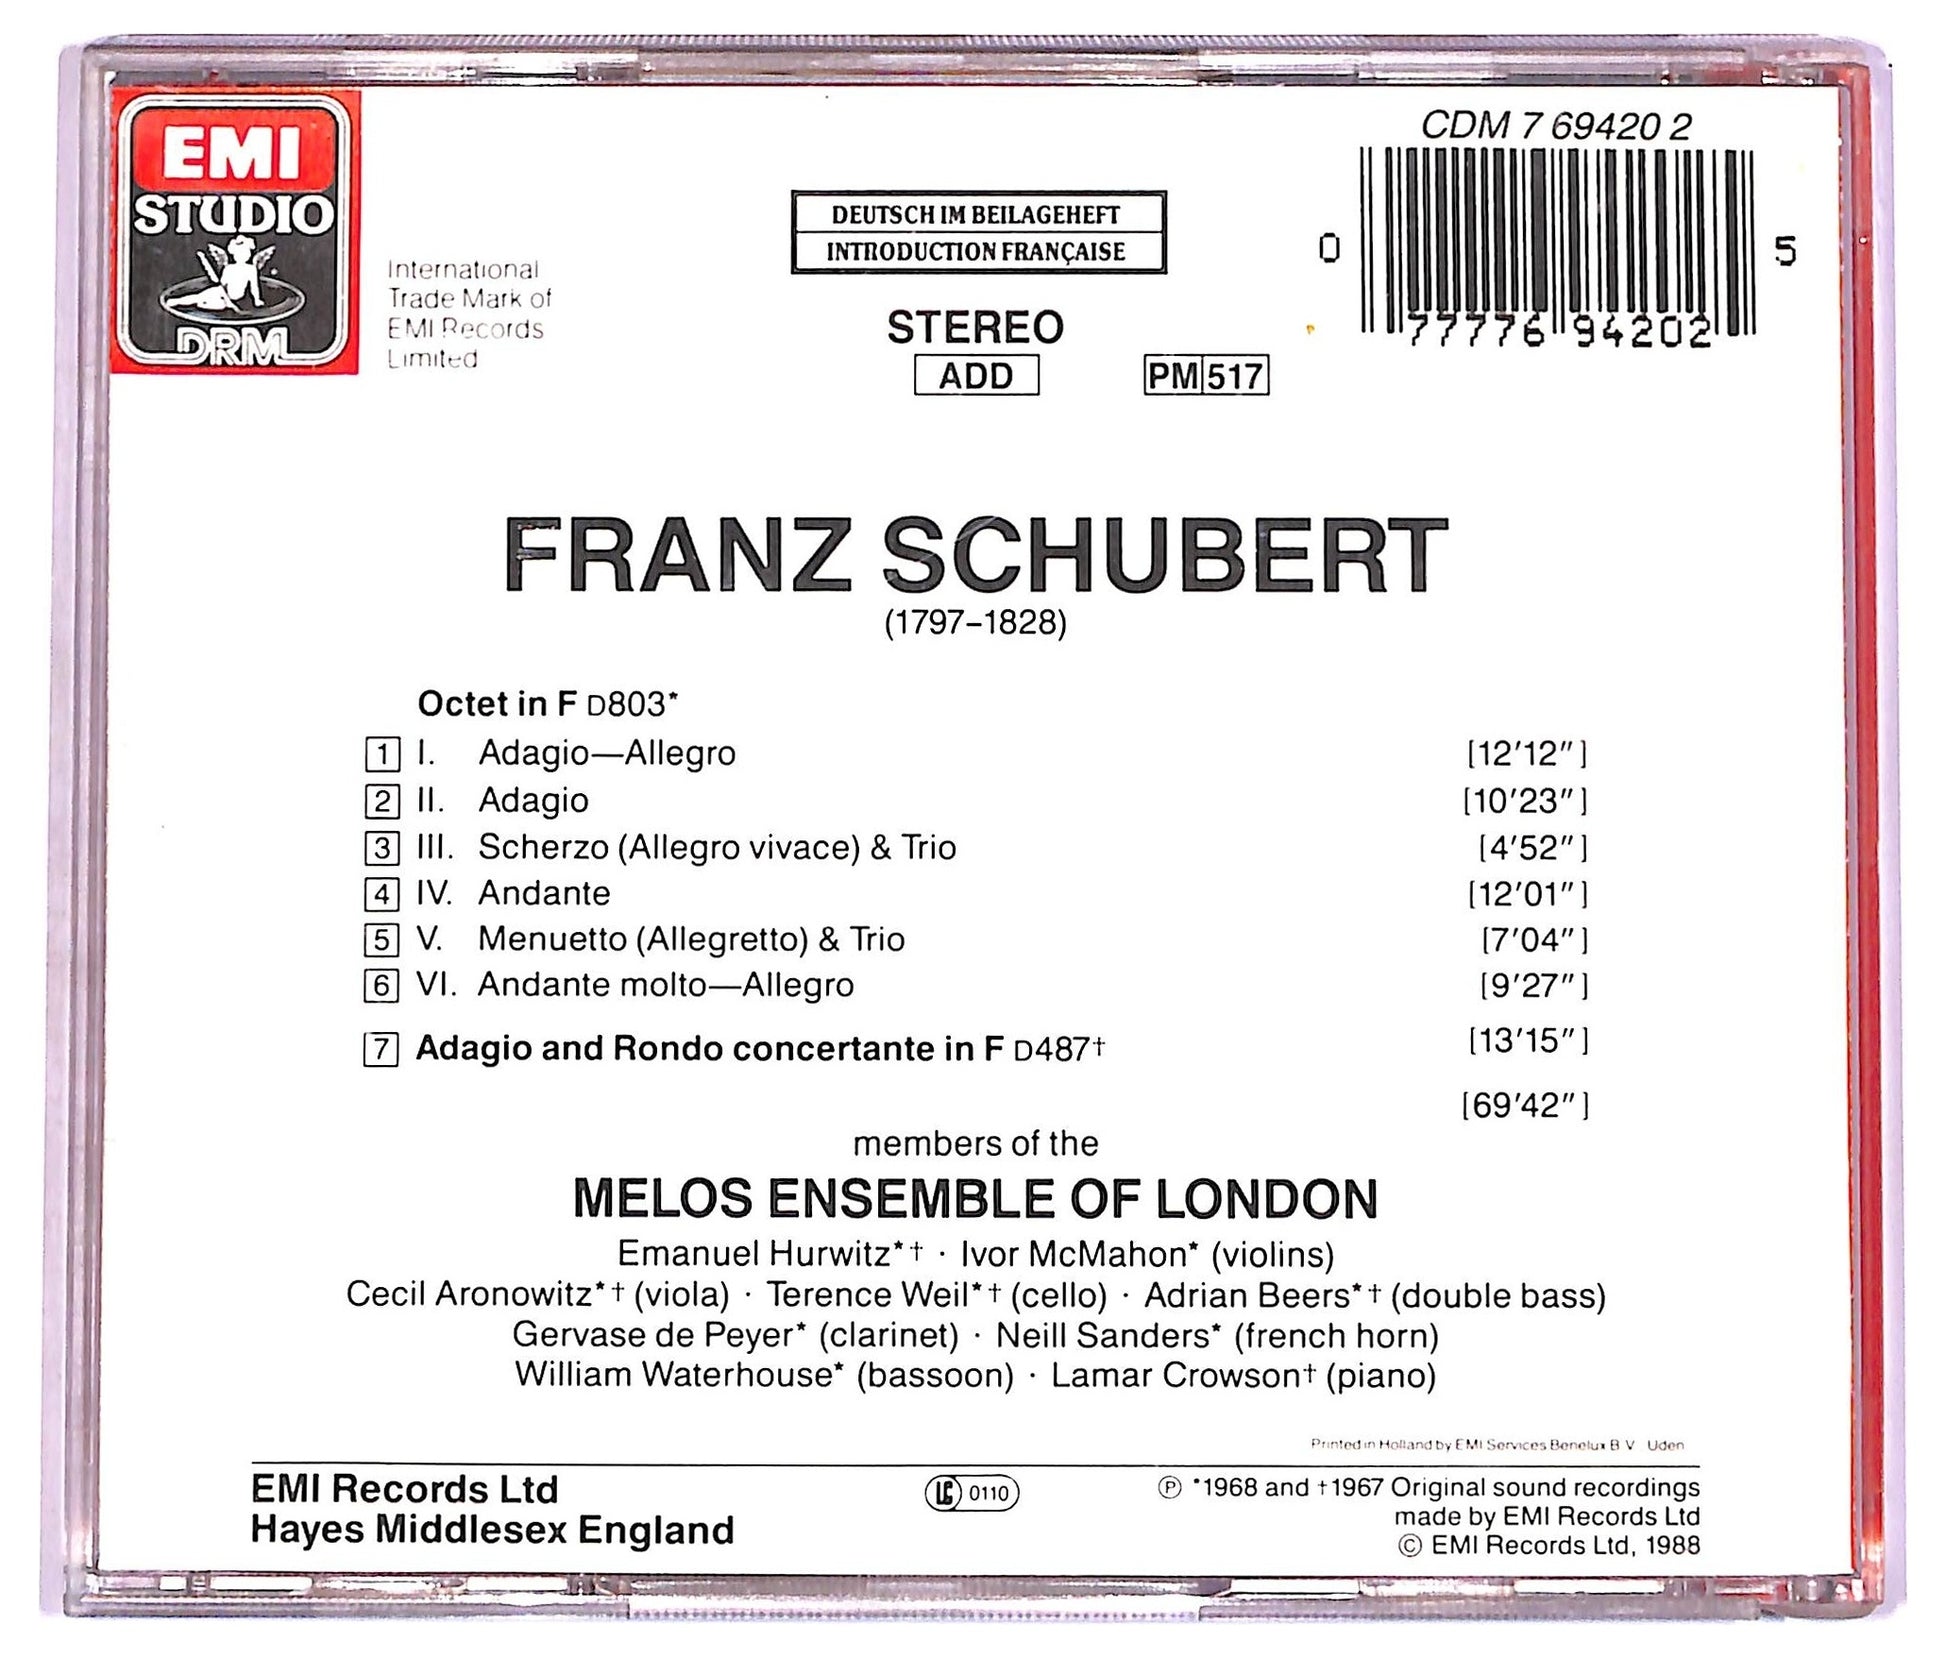 EMI
STUDIO
DRM
International
Trade Mark of
EMI Records
Limited
DEUTSCH IM BEILAGEHEFT
INTRODUCTION FRANÇAISE
STEREO
ADD
PM 517
CDM 7 69420 2
0 77776 94202 5
FRANZ SCHUBERT
(1797–1828)
Octet in F D803*
1 I. Adagio—Allegro [12′12″]
2 II. Adagio [10′23″]
3 III. Scherzo (Allegro vivace) & Trio [4′52″]
4 IV. Andante [12′01″]
5 V. Menuetto (Allegretto) & Trio [7′04″]
6 VI. Andante molto—Allegro [9′27″]
7 Adagio and Rondo concertante in F D487† [13′15″]
[69′42″]
members of the
MELOS ENSEMBLE OF LONDON
Emanuel Hurwitz*† · Ivor McMahon* (violins)
Cecil Aronowitz*† (viola) · Terence Weil*† (cello) · Adrian Beers*† (double bass)
Gervase de Peyer* (clarinet) · Neill Sanders* (french horn)
William Waterhouse* (bassoon) · Lamar Crowson† (piano)
Printed in Holland by EMI Services Benelux B V Uden
EMI Records Ltd
Hayes Middlesex England
LC 0110
℗ *1968 and †1967 Original sound recordings
made by EMI Records Ltd
© EMI Records Ltd, 1988